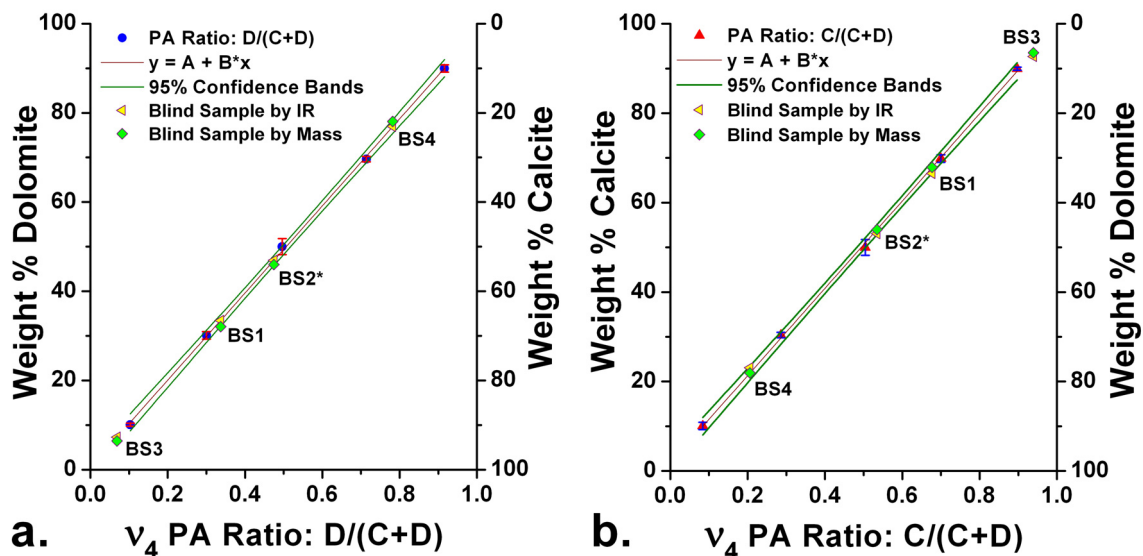 100
80
60
40
20
0
Weight % Dolomite
PA Ratio: D/(C+D)
y = A + B*x
95% Confidence Bands
Blind Sample by IR
Blind Sample by Mass
BS4
BS2*
BS1
BS3
0
20
40
60
80
100
Weight % Calcite
0.0 0.2 0.4 0.6 0.8 1.0
a. ν4 PA Ratio: D/(C+D)
100
80
60
40
20
0
Weight % Calcite
PA Ratio: C/(C+D)
y = A + B*x
95% Confidence Bands
Blind Sample by IR
Blind Sample by Mass
BS3
BS1
BS2*
BS4
0
20
40
60
80
100
Weight % Dolomite
0.0 0.2 0.4 0.6 0.8 1.0
b. ν4 PA Ratio: C/(C+D)